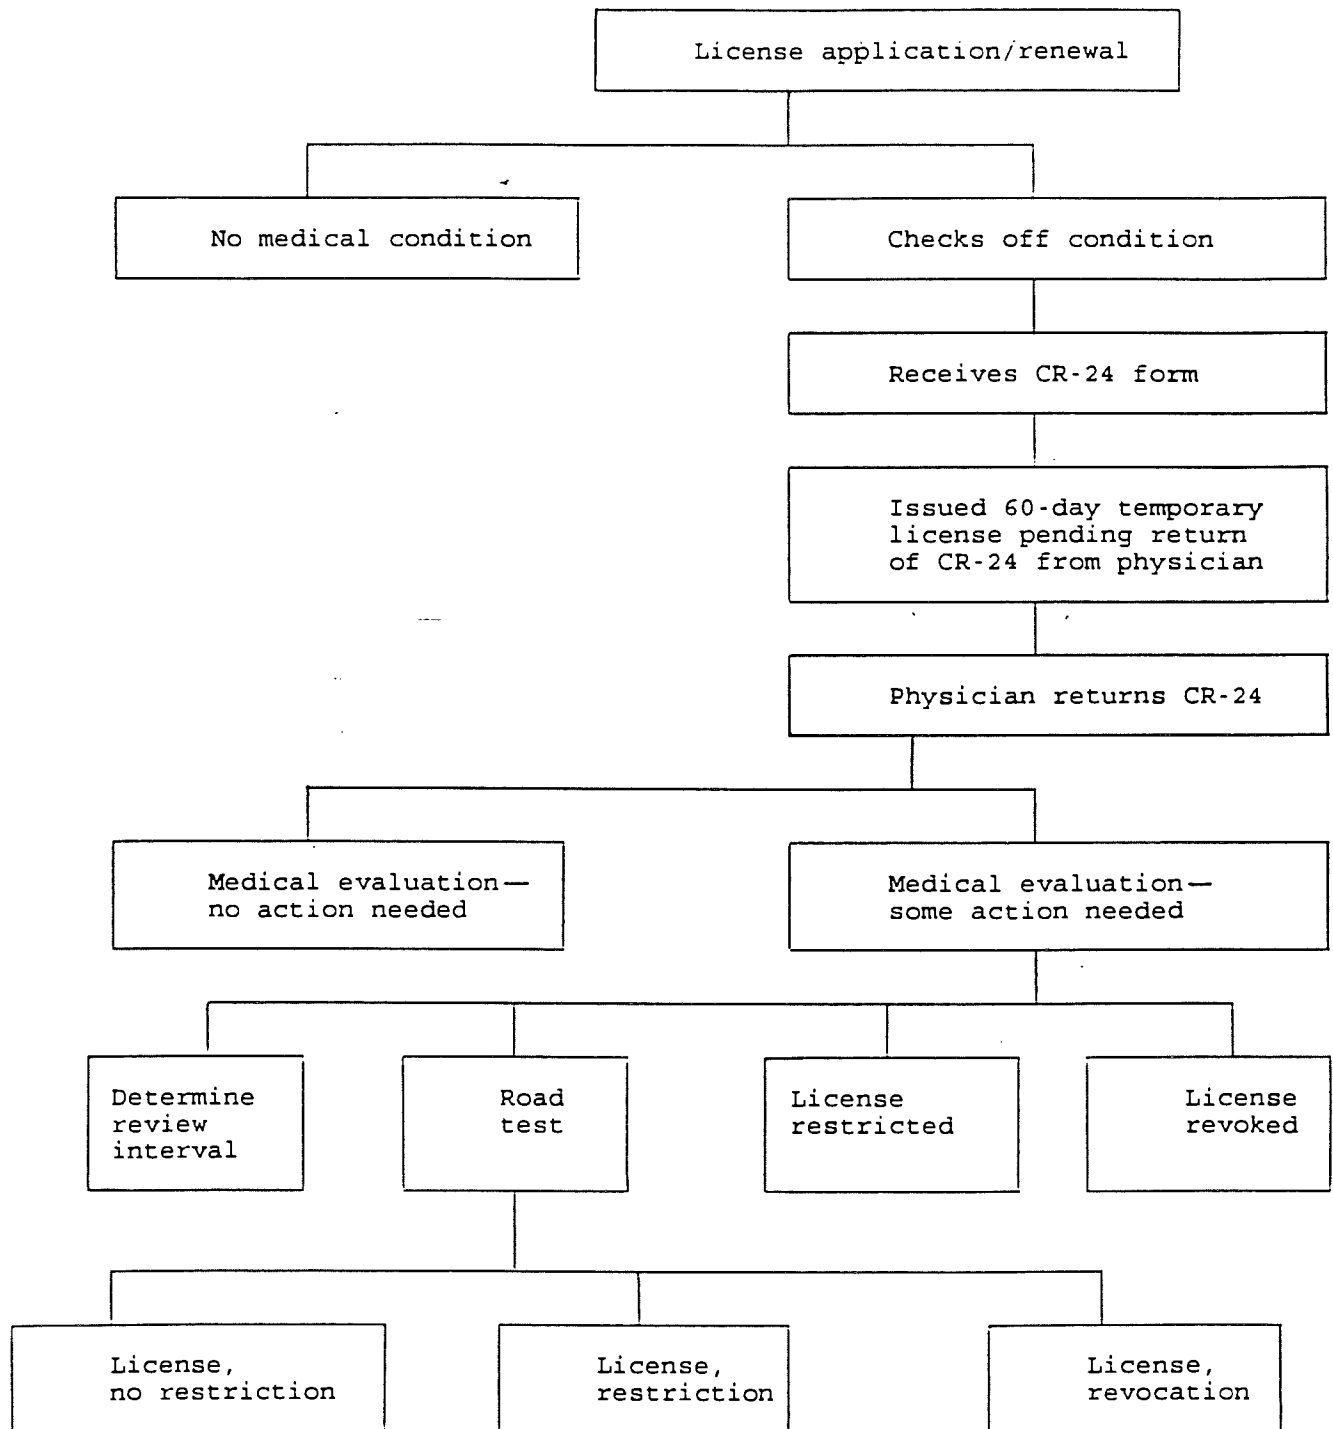 License application/renewal
No medical condition
Checks off condition
Receives CR-24 form
Issued 60-day temporary
license pending return
of CR-24 from physician
Physician returns CR-24
Medical evaluation—
no action needed
Medical evaluation—
some action needed
Determine
review
interval
Road
test
License
restricted
License
revoked
License,
no restriction
License,
restriction
License,
revocation